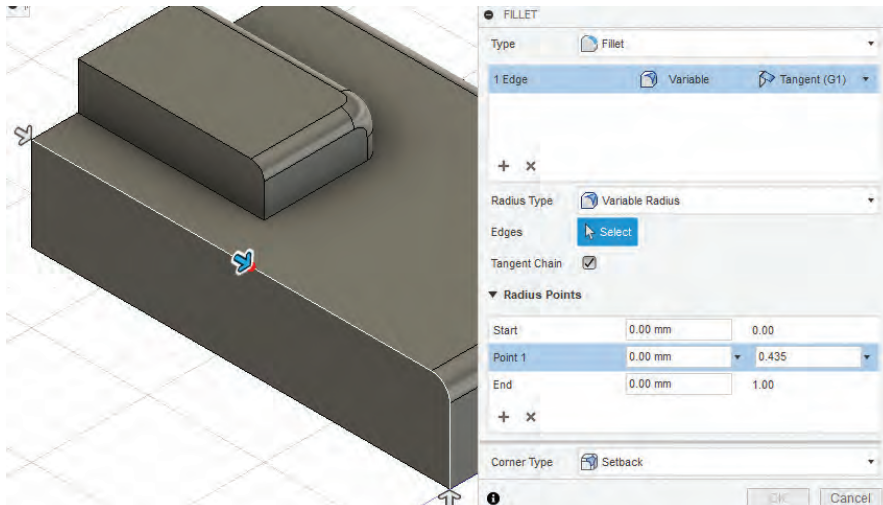 FILLET
Type Fillet
1 Edge Variable Tangent (G1)
Radius Type Variable Radius
Edges Select
Tangent Chain
Radius Points
Start 0.00 mm 0.00
Point 1 0.00 mm 0.435
End 0.00 mm 1.00
Corner Type Setback
OK Cancel